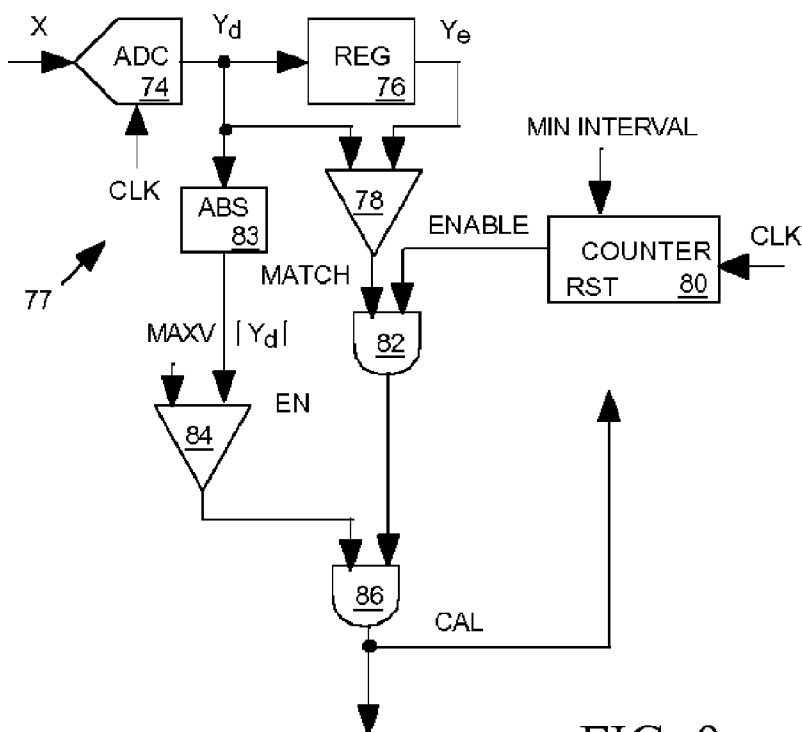 X
ADC
74
Yd
REG
76
Ye
CLK
MIN INTERVAL
ABS
83
78
ENABLE
COUNTER
RST 80
CLK
77
MATCH
MAXV
⌈Yd⌈
82
EN
84
86
CAL